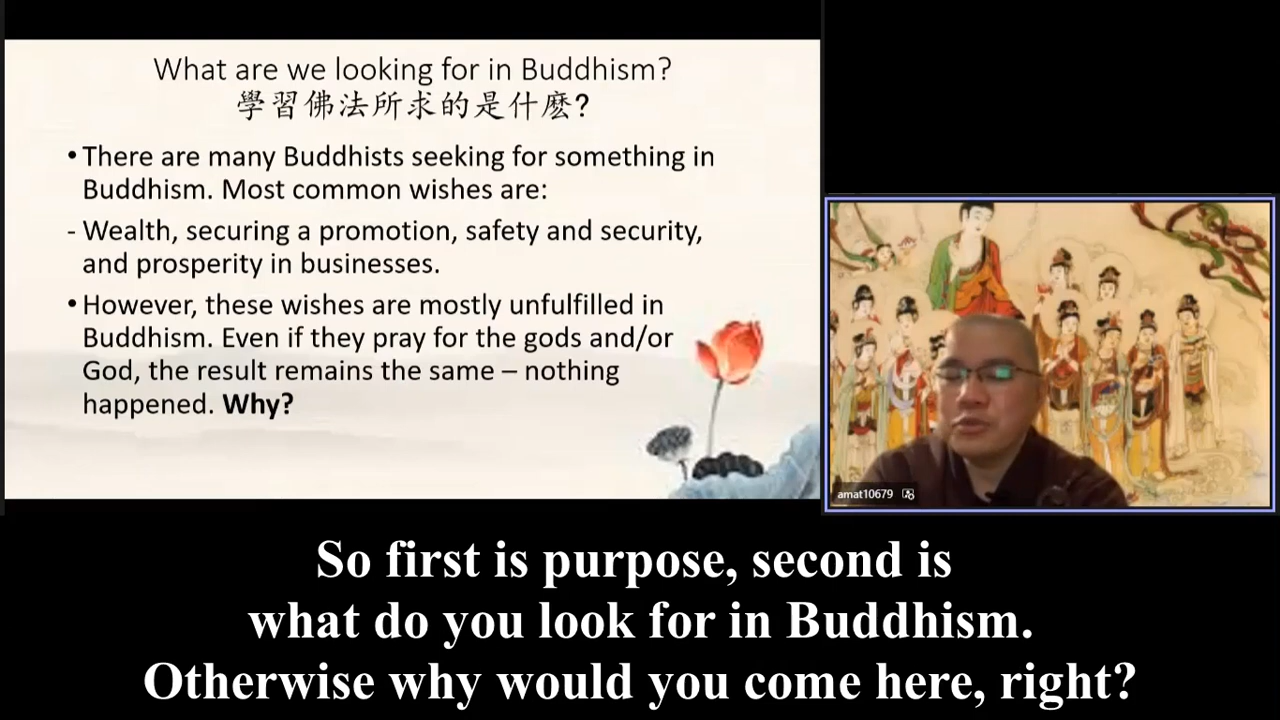 What are we looking for in Buddhism?
學習佛法所求的是什麼?
•There are many Buddhists seeking for something in
Buddhism. Most common wishes are:
- Wealth, securing a promotion, safety and security,
and prosperity in businesses.
•However, these wishes are mostly unfulfilled in
Buddhism. Even if they pray for the gods and/or
God, the result remains the same – nothing
happened. Why?
amat10679
So first is purpose, second is
what do you look for in Buddhism.
Otherwise why would you come here, right?